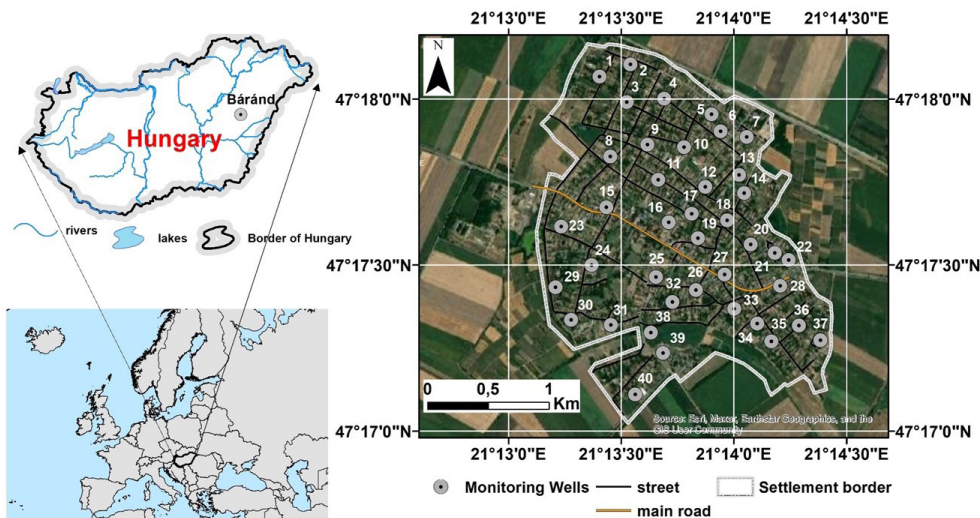 Báránd
Hungary
rivers
lakes
Border of Hungary
21°13'0"E 21°13'30"E 21°14'0"E 21°14'30"E
N
47°18'0"N
47°18'0"N
47°17'30"N
47°17'30"N
47°17'0"N
47°17'0"N
1
2
3
4
5
6
7
8
9
10
11
12
13
14
15
16
17
18
19
20
21
22
23
24
25
26
27
28
29
30
31
32
33
34
35
36
37
38
39
40
0 0,5 1
Km
Source: Esri, Maxar, Earthstar Geographics, and the
GIS User Community
21°13'0"E 21°13'30"E 21°14'0"E 21°14'30"E
Monitoring Wells
street
Settlement border
main road